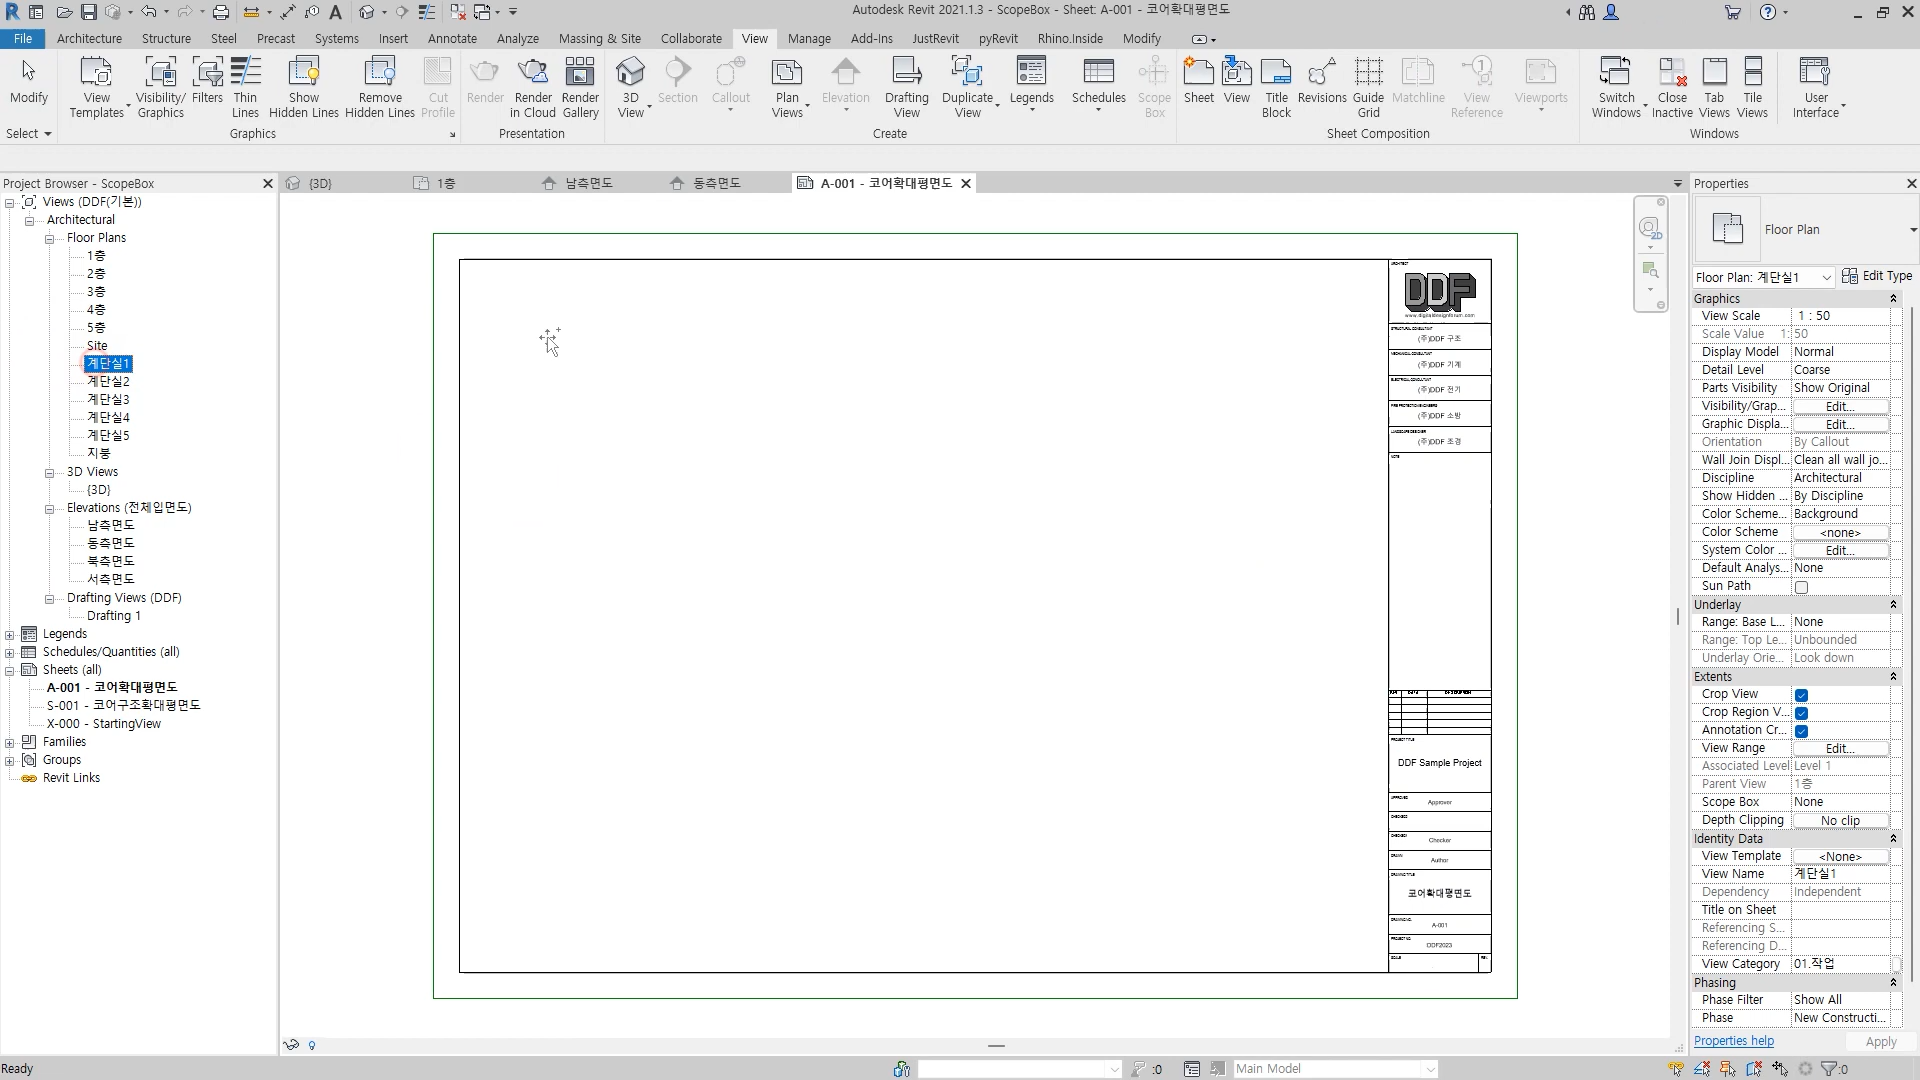 Autodesk Revit 2021.1.3 - ScopeBox - Sheet: A-001 - 코어확대평면도
File Architecture Structure Steel Precast Systems Insert Annotate Analyze Massing & Site Collaborate View Manage Add-Ins JustRevit pyRevit Rhino.Inside Modify
Modify
View Templates
Visibility/ Graphics
Filters
Thin Lines
Show Hidden Lines
Remove Hidden Lines
Cut Profile
Render
Render in Cloud
Render Gallery
3D View
Section
Callout
Plan Views
Elevation
Drafting View
Duplicate View
Legends
Schedules
Scope Box
Sheet
View
Title Block
Revisions
Guide Grid
Matchline
View Reference
Viewports
Switch Windows
Close Inactive
Tab Views
Tile Views
User Interface
Select
Graphics
Presentation
Create
Sheet Composition
Windows
Project Browser - ScopeBox
Views (DDF(기본))
Architectural
Floor Plans
1층
2층
3층
4층
5층
Site
계단실1
계단실2
계단실3
계단실4
계단실5
지붕
3D Views
{3D}
Elevations (전체입면도)
남측면도
동측면도
북측면도
서측면도
Drafting Views (DDF)
Drafting 1
Legends
Schedules/Quantities (all)
Sheets (all)
A-001 - 코어확대평면도
S-001 - 코어구조확대평면도
X-000 - StartingView
Families
Groups
Revit Links
{3D}
1층
남측면도
동측면도
A-001 - 코어확대평면도
DDF
www.digitaldesignforum.com
(주)DDF 구조
(주)DDF 기계
(주)DDF 전기
(주)DDF 소방
(주)DDF 조경
DDF Sample Project
Approver
Checker
Author
코어확대평면도
A-001
DDF2023
2D
Properties
Floor Plan
Floor Plan: 계단실1
Edit Type
Graphics
View Scale 1 : 50
Scale Value 1: 50
Display Model Normal
Detail Level Coarse
Parts Visibility Show Original
Visibility/Grap... Edit...
Graphic Displa... Edit...
Orientation By Callout
Wall Join Displ... Clean all wall jo...
Discipline Architectural
Show Hidden ... By Discipline
Color Scheme... Background
Color Scheme <none>
System Color ... Edit...
Default Analys... None
Sun Path
Underlay
Range: Base L... None
Range: Top Le... Unbounded
Underlay Orie... Look down
Extents
Crop View
Crop Region V...
Annotation Cr...
View Range Edit...
Associated Level Level 1
Parent View 1층
Scope Box None
Depth Clipping No clip
Identity Data
View Template <None>
View Name 계단실1
Dependency Independent
Title on Sheet
Referencing S...
Referencing D...
View Category 01.작업
Phasing
Phase Filter Show All
Phase New Constructi...
Properties help
Apply
Ready
:0
Main Model
:0